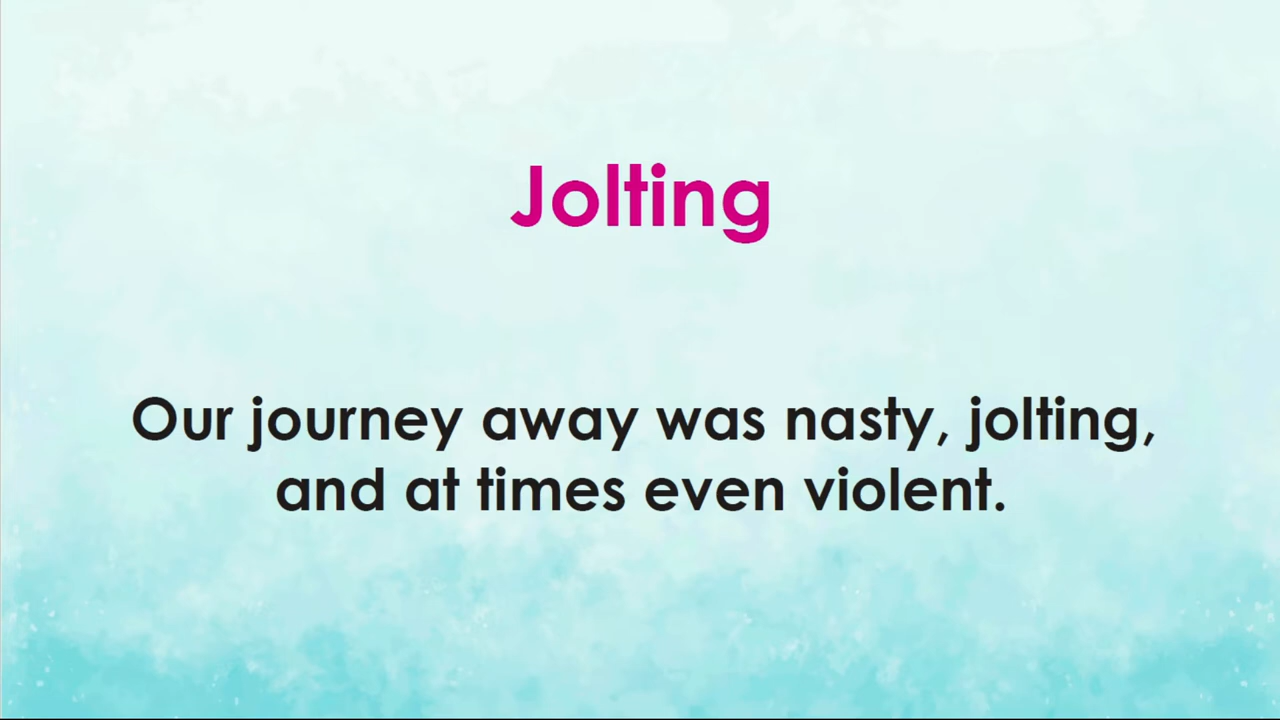 Jolting
Our journey away was nasty, jolting,
and at times even violent.